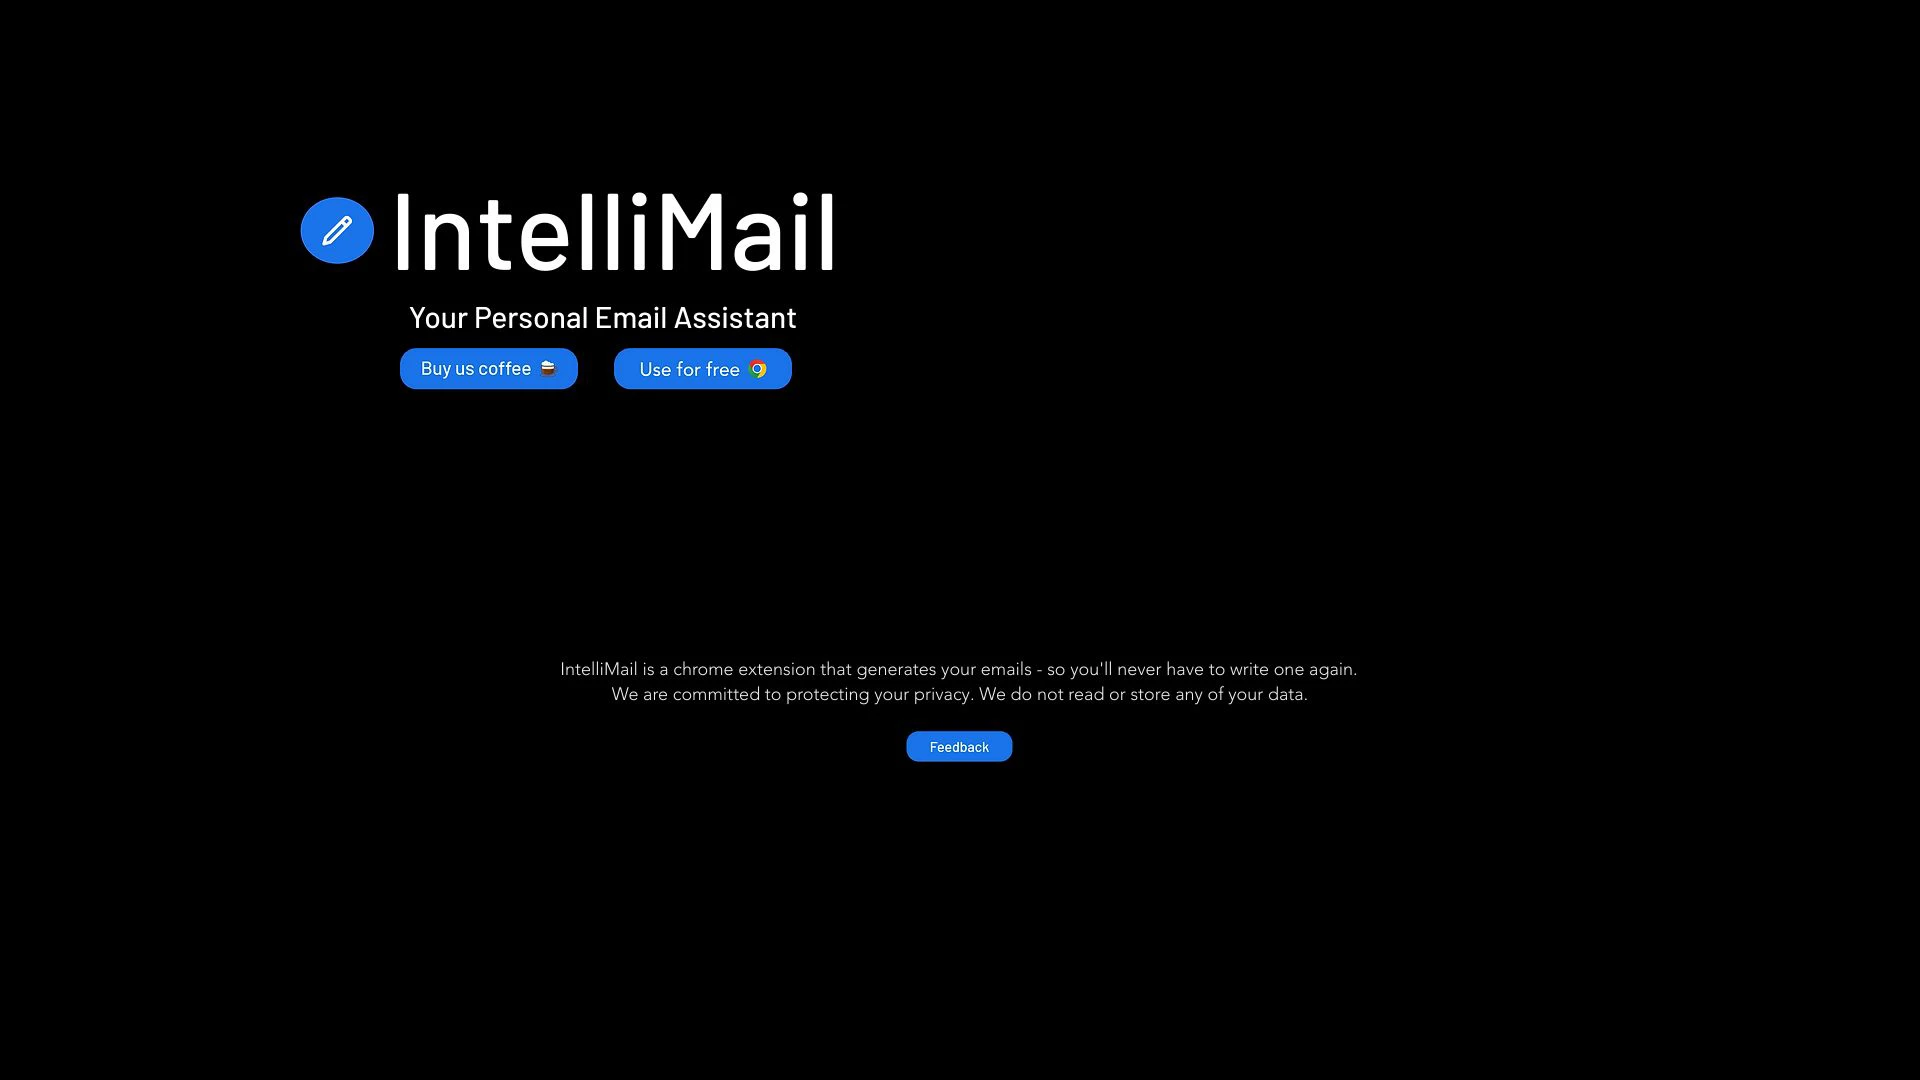 IntelliMail
Your Personal Email Assistant
Buy us coffee
Use for free
IntelliMail is a chrome extension that generates your emails - so you'll never have to write one again.
We are committed to protecting your privacy. We do not read or store any of your data.
Feedback